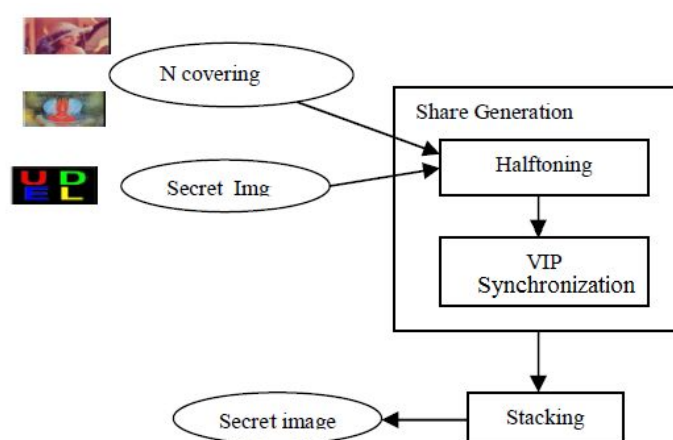 N covering
Share Generation
Halftoning
U D
E L
Secret Img
VIP
Synchronization
Secret image
Stacking